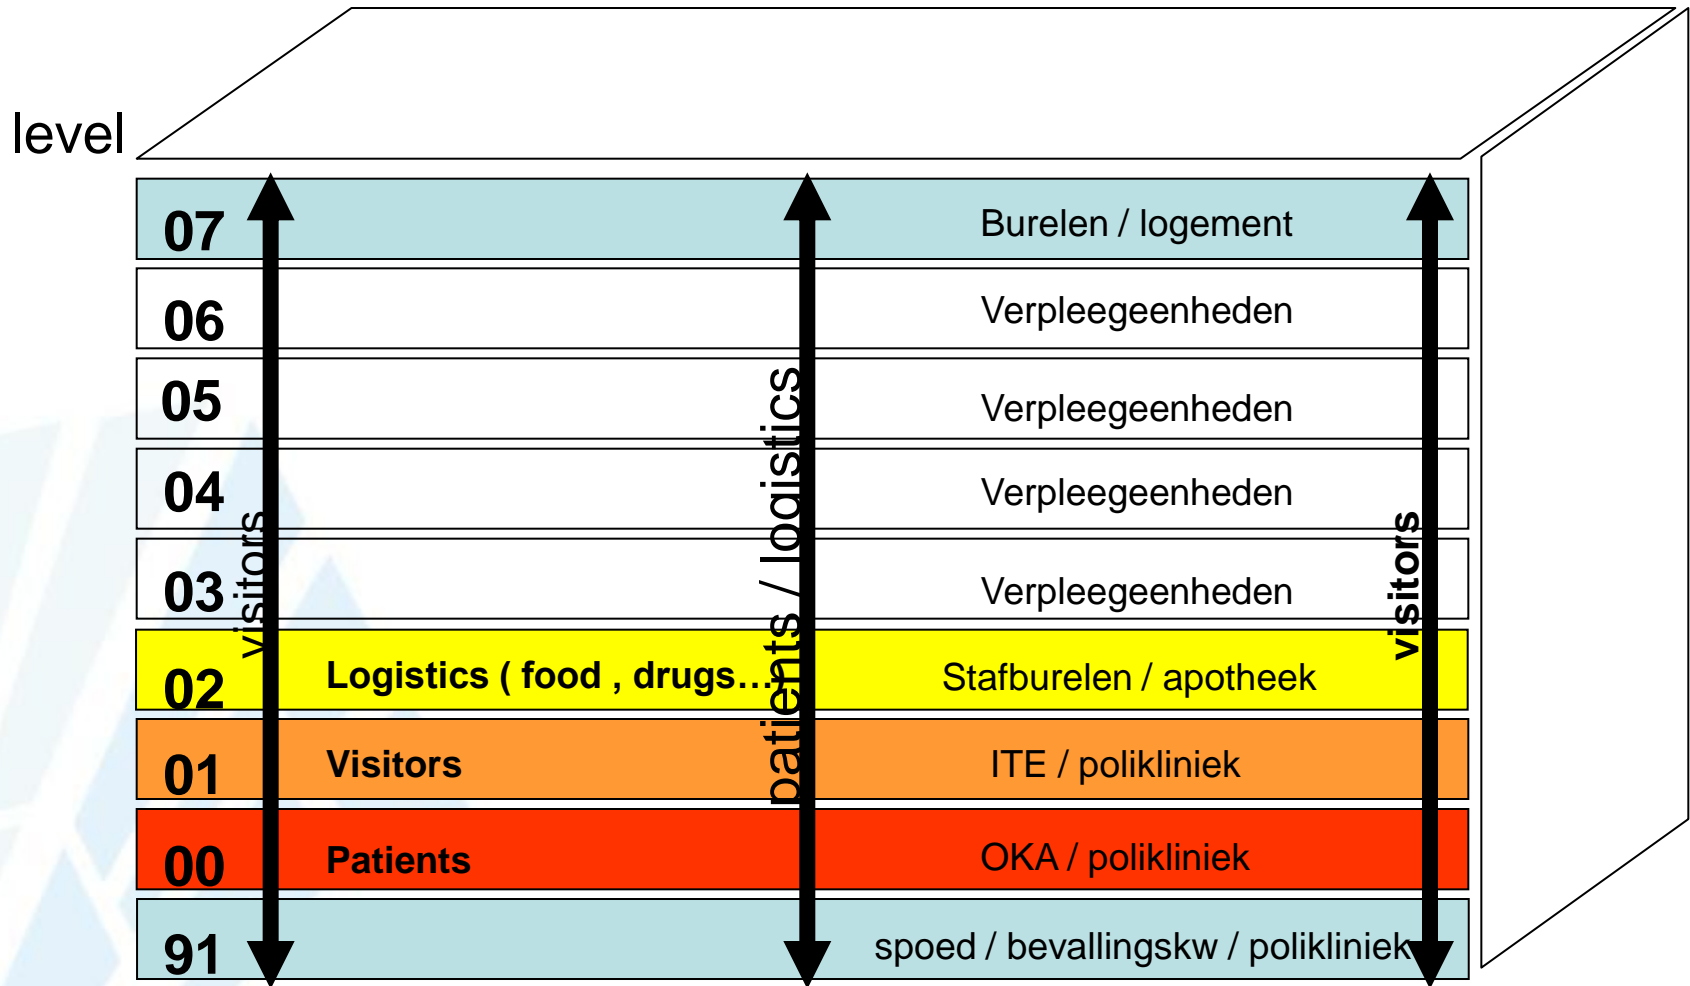 level
07 Burelen / logement
06 Verpleegeenheden
05 Verpleegeenheden
04 Verpleegeenheden
03 Verpleegeenheden
02 Logistics ( food , drugs… Stafburelen / apotheek
01 Visitors ITE / polikliniek
00 Patients OKA / polikliniek
91 spoed / bevallingskw / polikliniek
visitors
patients / logistics
visitors